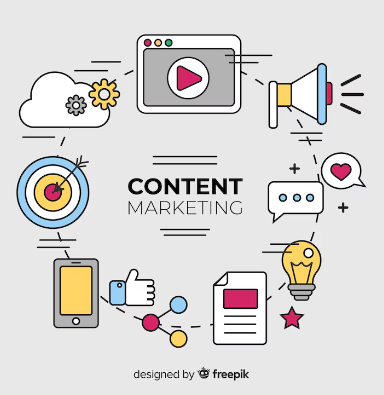 CONTENT
MARKETING
designed by freepik